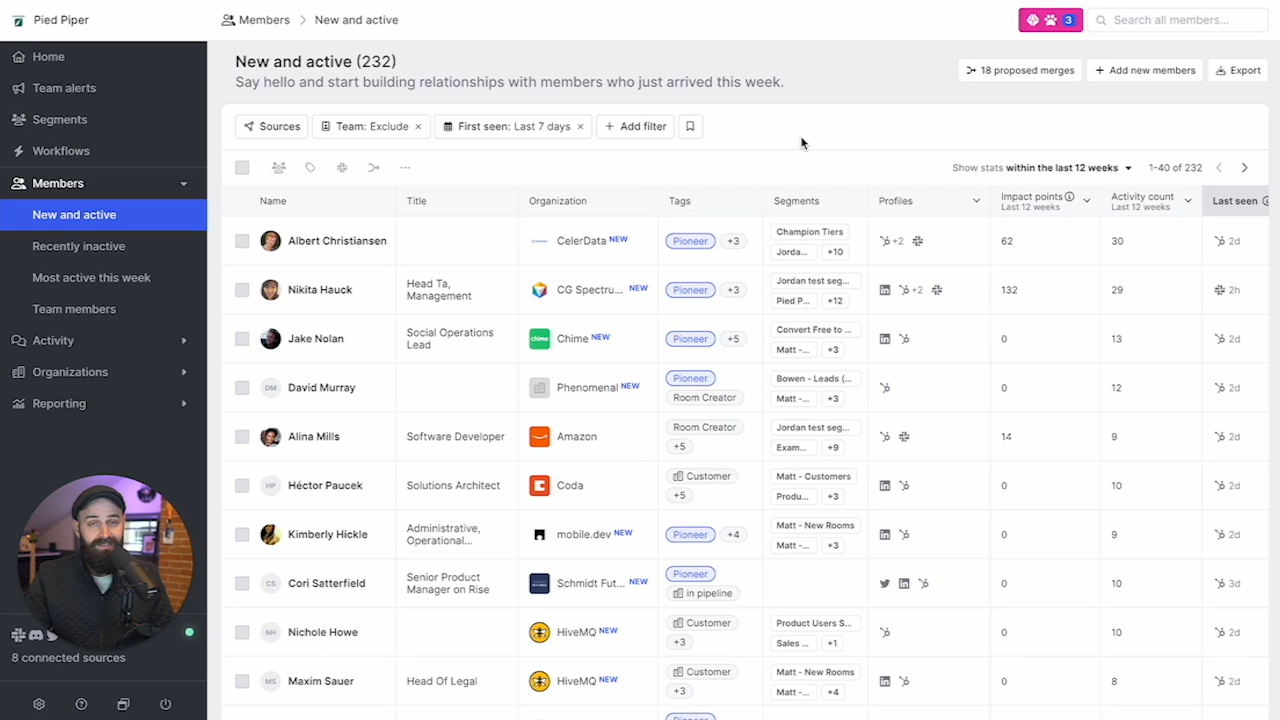 Pied Piper
Members > New and active
3
Search all members...
Home
Team alerts
Segments
Workflows
Members
New and active
Recently inactive
Most active this week
Team members
Activity
Organizations
Reporting
8 connected sources
New and active (232)
Say hello and start building relationships with members who just arrived this week.
18 proposed merges
Add new members
Export
Sources
Team: Exclude ×
First seen: Last 7 days ×
+ Add filter
Show stats within the last 12 weeks
1-40 of 232
Name Title Organization Tags Segments Profiles Impact points Last 12 weeks Activity count Last 12 weeks Last seen
Albert Christiansen CelerData NEW Pioneer +3 Champion Tiers Jorda... +10 +2 62 30 2d
Nikita Hauck Head Ta, Management CG Spectru... NEW Pioneer +3 Jordan test seg... Pied P... +12 +2 132 29 2h
Jake Nolan Social Operations Lead chime Chime NEW Pioneer +5 Convert Free to ... Matt -... +3 0 13 2d
DM David Murray Phenomenal NEW Pioneer Room Creator Bowen - Leads (... Matt -... +3 0 12 2d
Alina Mills Software Developer Amazon Room Creator +5 Jordan test seg... Exam... +9 14 9 2d
HP Héctor Paucek Solutions Architect Coda Customer +5 Matt - Customers Produ... +3 0 10 2d
Kimberly Hickle Administrative, Operational... mobile.dev NEW Pioneer +4 Matt - New Rooms Matt -... +3 0 9 2d
CS Cori Satterfield Senior Product Manager on Rise Schmidt Fut... NEW Pioneer in pipeline 0 10 3d
NH Nichole Howe HiveMQ NEW Customer +3 Product Users S... Sales ... +1 0 10 2d
MS Maxim Sauer Head Of Legal HiveMQ NEW Customer +3 Matt - New Rooms Matt -... +4 0 8 2d
Pioneer